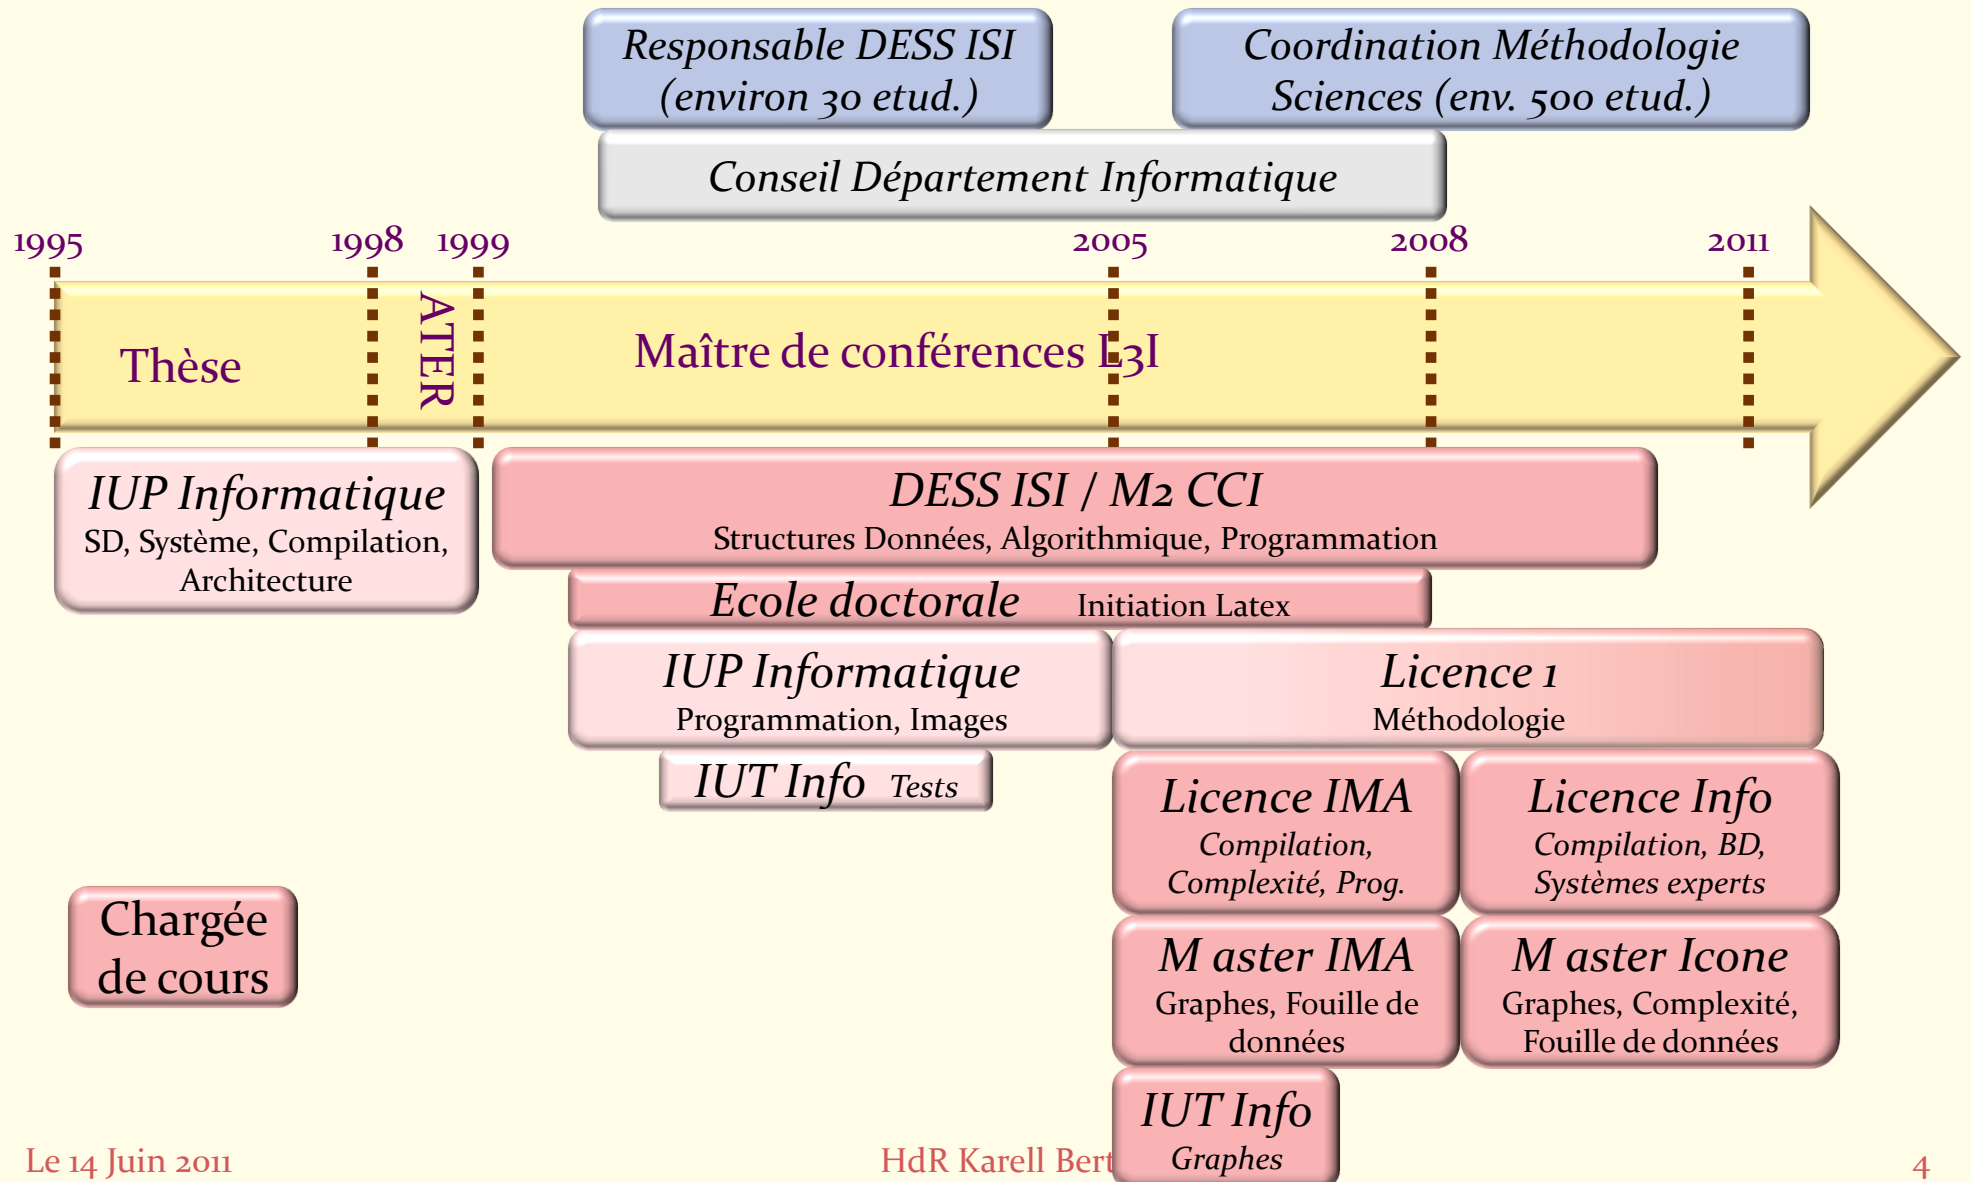 Responsable DESS ISI
(environ 30 etud.)
Coordination Méthodologie
Sciences (env. 500 etud.)
Conseil Département Informatique
1995
1998
1999
2005
2008
2011
Thèse
ATER
Maître de conférences L3I
IUP Informatique
SD, Système, Compilation,
Architecture
DESS ISI / M2 CCI
Structures Données, Algorithmique, Programmation
Ecole doctorale Initiation Latex
IUP Informatique
Programmation, Images
Licence 1
Méthodologie
IUT Info Tests
Licence IMA
Compilation,
Complexité, Prog.
Licence Info
Compilation, BD,
Systèmes experts
Chargée
de cours
M aster IMA
Graphes, Fouille de
données
M aster Icone
Graphes, Complexité,
Fouille de données
IUT Info
Graphes
Le 14 Juin 2011
HdR Karell Bert
4